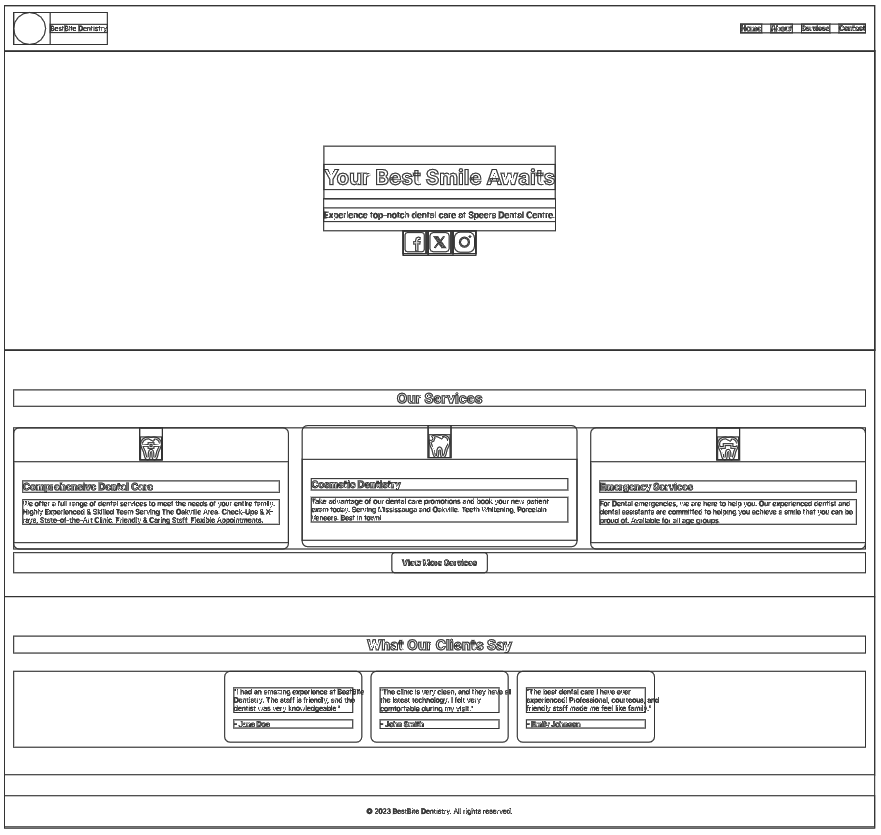 BestBite Dentistry
Home About Services Contact
Your Best Smile Awaits
Experience top-notch dental care at Speers Dental Centre.
Our Services
Comprehensive Dental Care
We offer a full range of dental services to meet the needs of your entire family.
Highly Experienced & Skilled Team Serving The Oakville Area. Check-Ups & X-
rays, State-of-the-Art Clinic. Friendly & Caring Staff. Flexible Appointments.
Cosmetic Dentistry
Take advantage of our dental care promotions and book your new patient
exam today. Serving Mississauga and Oakville. Teeth Whitening, Porcelain
Veneers. Best in town!
Emergency Services
For Dental emergencies, we are here to help you. Our experienced dentist and
dental assistants are committed to helping you achieve a smile that you can be
proud of. Available for all age groups.
View More Services
What Our Clients Say
"I had an amazing experience at BestBite
Dentistry. The staff is friendly, and the
dentist was very knowledgeable."
- Jane Doe
"The clinic is very clean, and they have all
the latest technology. I felt very
comfortable during my visit."
- John Smith
"The best dental care I have ever
experienced! Professional, courteous, and
friendly staff made me feel like family."
- Emily Johnson
© 2023 BestBite Dentistry. All rights reserved.